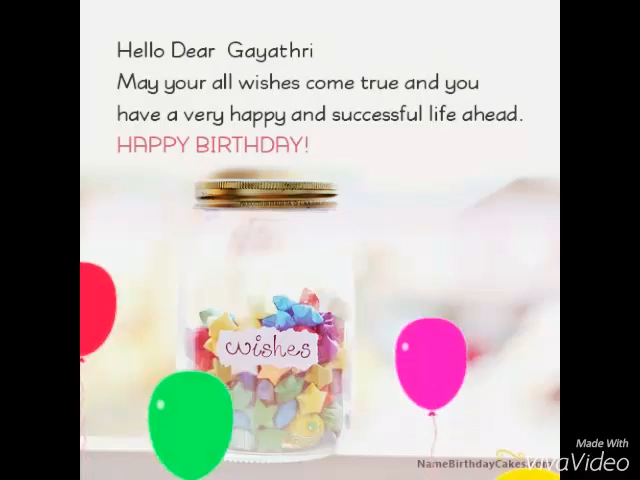 Hello Dear Gayathri
May your all wishes come true and you
have a very happy and successful life ahead.
HAPPY BIRTHDAY!
wishes
Made With
VivaVideo
NameBirthdayCakes.